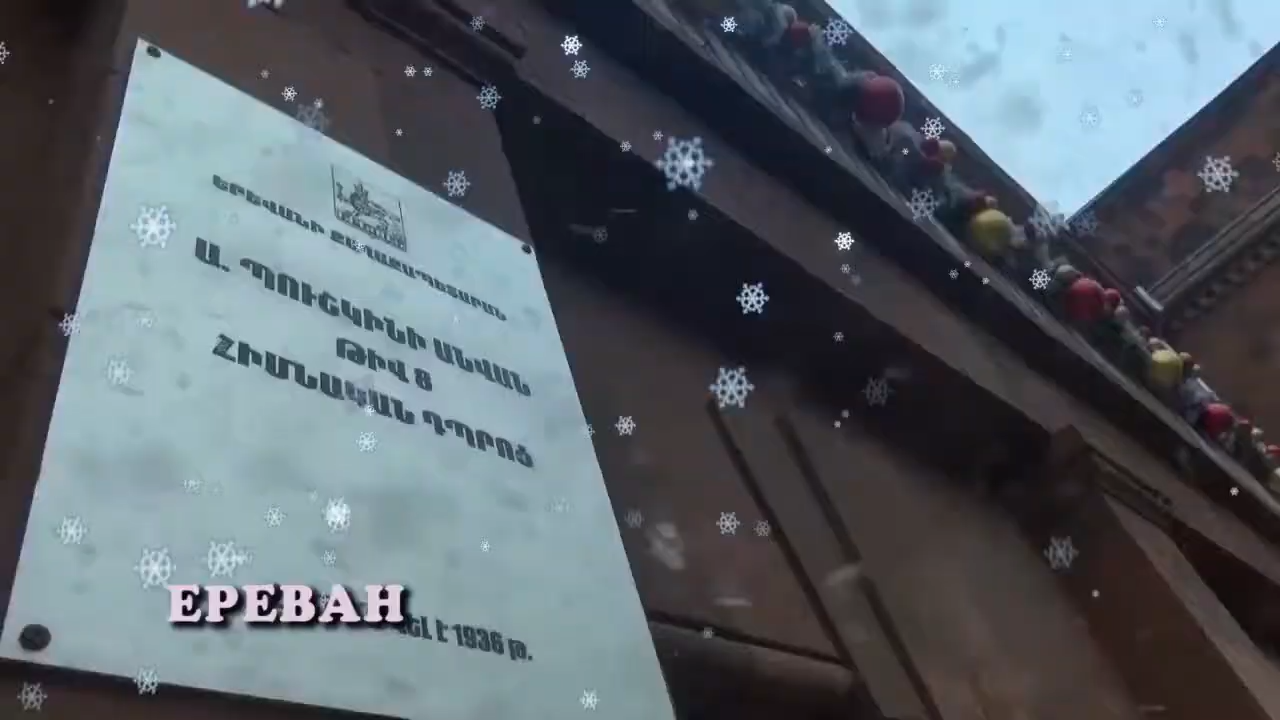 ԵՐԵՎԱՆԻ ՔԱՂԱՔԱՊԵՏԱՐԱՆ
Ա. ՊՈՒՇԿԻՆԻ ԱՆՎԱՆ
ԹԻՎ 8
ՀԻՄՆԱԿԱՆ ԴՊՐՈՑ
ЕРЕВАН
Է 1936 թ.